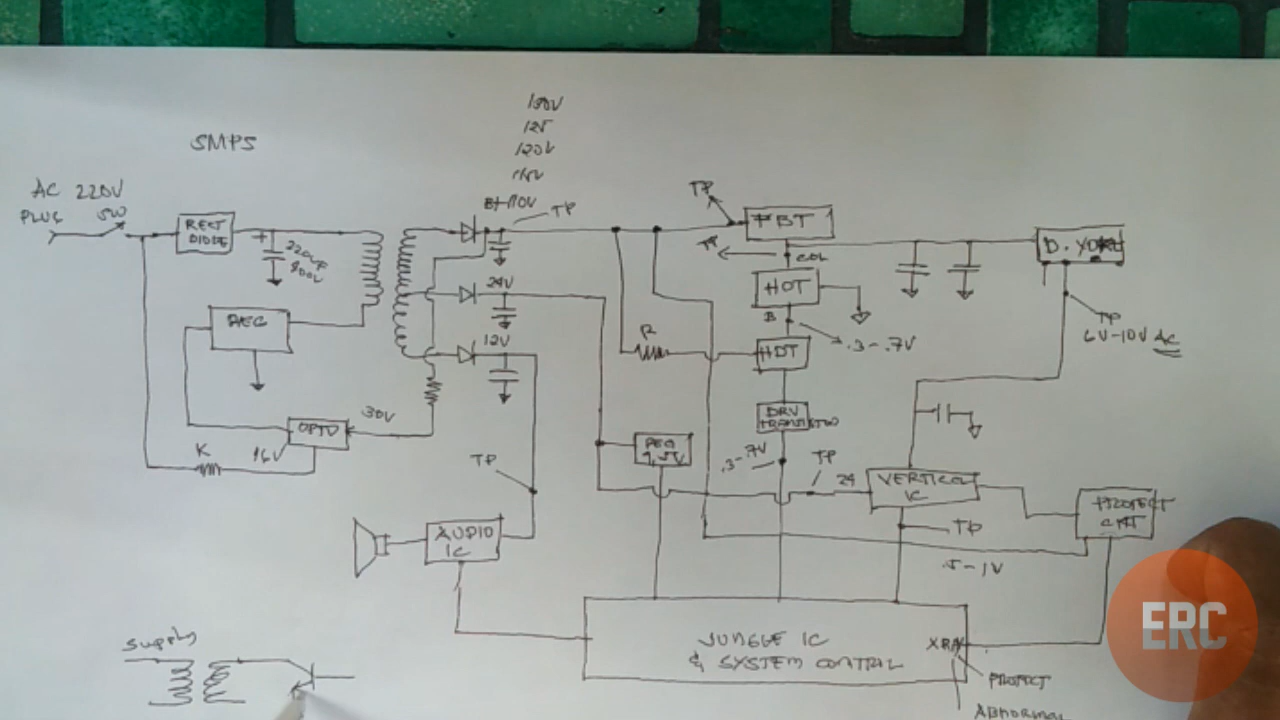 SMPS
130V
125
120V
115V
B+110V
TP
AC 220V
PLUG SW
RECT
DIODE
+
220uf
400V
24V
12V
REG
OPTO
30V
16V
R
TP
AUDIO
IC
TP
FBT
TP
COL
HOT
B
.3-.7V
R
HDT
DRV
TRANSISTOR
.3-.7V
TP
24
REG
9,5V
D. YOKE
TP
6V-10V AC
VERTICAL
IC
TP
PROTECT
CKT
.5-1V
JUNGLE IC
& SYSTEM CONTROL
XRAY
PROTECT
ABNORMAL
supply
ERC